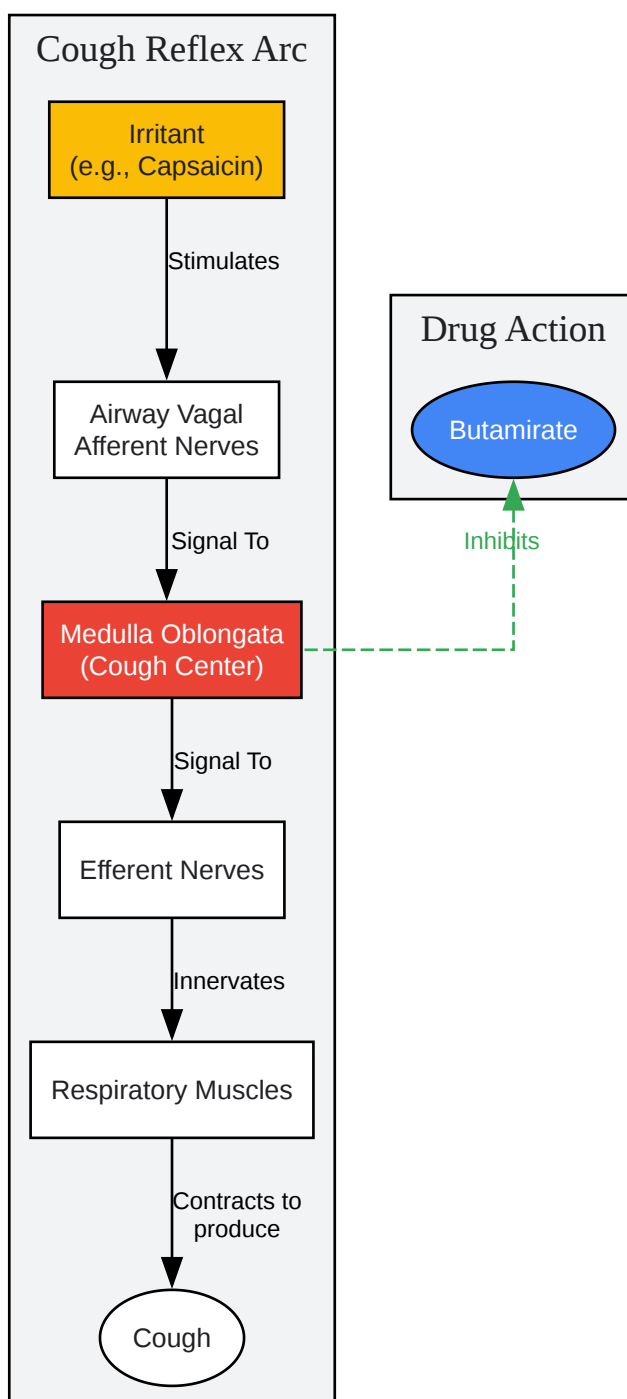 Cough Reflex Arc
Irritant
(e.g., Capsaicin)
Stimulates
Airway Vagal
Afferent Nerves
Signal To
Medulla Oblongata
(Cough Center)
Signal To
Efferent Nerves
Innervates
Respiratory Muscles
Contracts to
produce
Cough
Drug Action
Butamirate
Inhibits